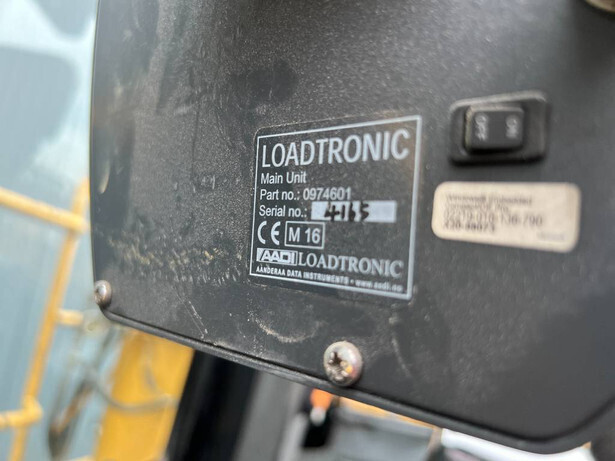 LOADTRONIC
Main Unit
Part no.: 0974601
Serial no.:
CE M 16
AADI LOADTRONIC
AANDERAA DATA INSTRUMENTS • www.aadi.no
ON
OFF